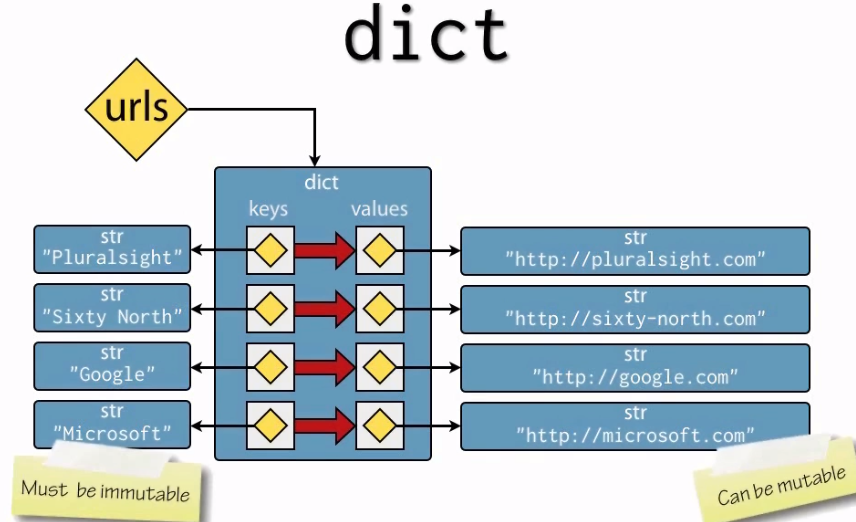 dict
urls
dict
keys values
str
"Pluralsight"
str
"http://pluralsight.com"
str
"Sixty North"
str
"http://sixty-north.com"
str
"Google"
str
"http://google.com"
str
"Microsoft"
str
"http://microsoft.com"
Must be immutable
Can be mutable